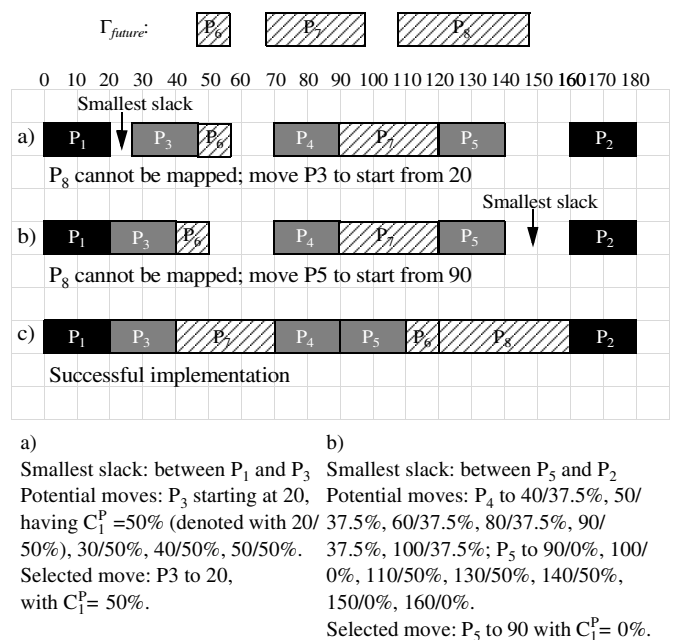 Γfuture: P6 P7 P8
0 10 20 30 40 50 60 70 80 90 100 110 120 130 140 150 160 170 180
Smallest slack
a) P1 P3 P6 P4 P7 P5 P2
P8 cannot be mapped; move P3 to start from 20
Smallest slack
b) P1 P3 P6 P4 P7 P5 P2
P8 cannot be mapped; move P5 to start from 90
c) P1 P3 P7 P4 P5 P6 P8 P2
Successful implementation
a)
Smallest slack: between P1 and P3
Potential moves: P3 starting at 20,
having C1P =50% (denoted with 20/
50%), 30/50%, 40/50%, 50/50%.
Selected move: P3 to 20,
with C1P= 50%.
b)
Smallest slack: between P5 and P2
Potential moves: P4 to 40/37.5%, 50/
37.5%, 60/37.5%, 80/37.5%, 90/
37.5%, 100/37.5%; P5 to 90/0%, 100/
0%, 110/50%, 130/50%, 140/50%,
150/0%, 160/0%.
Selected move: P5 to 90 with C1P= 0%.